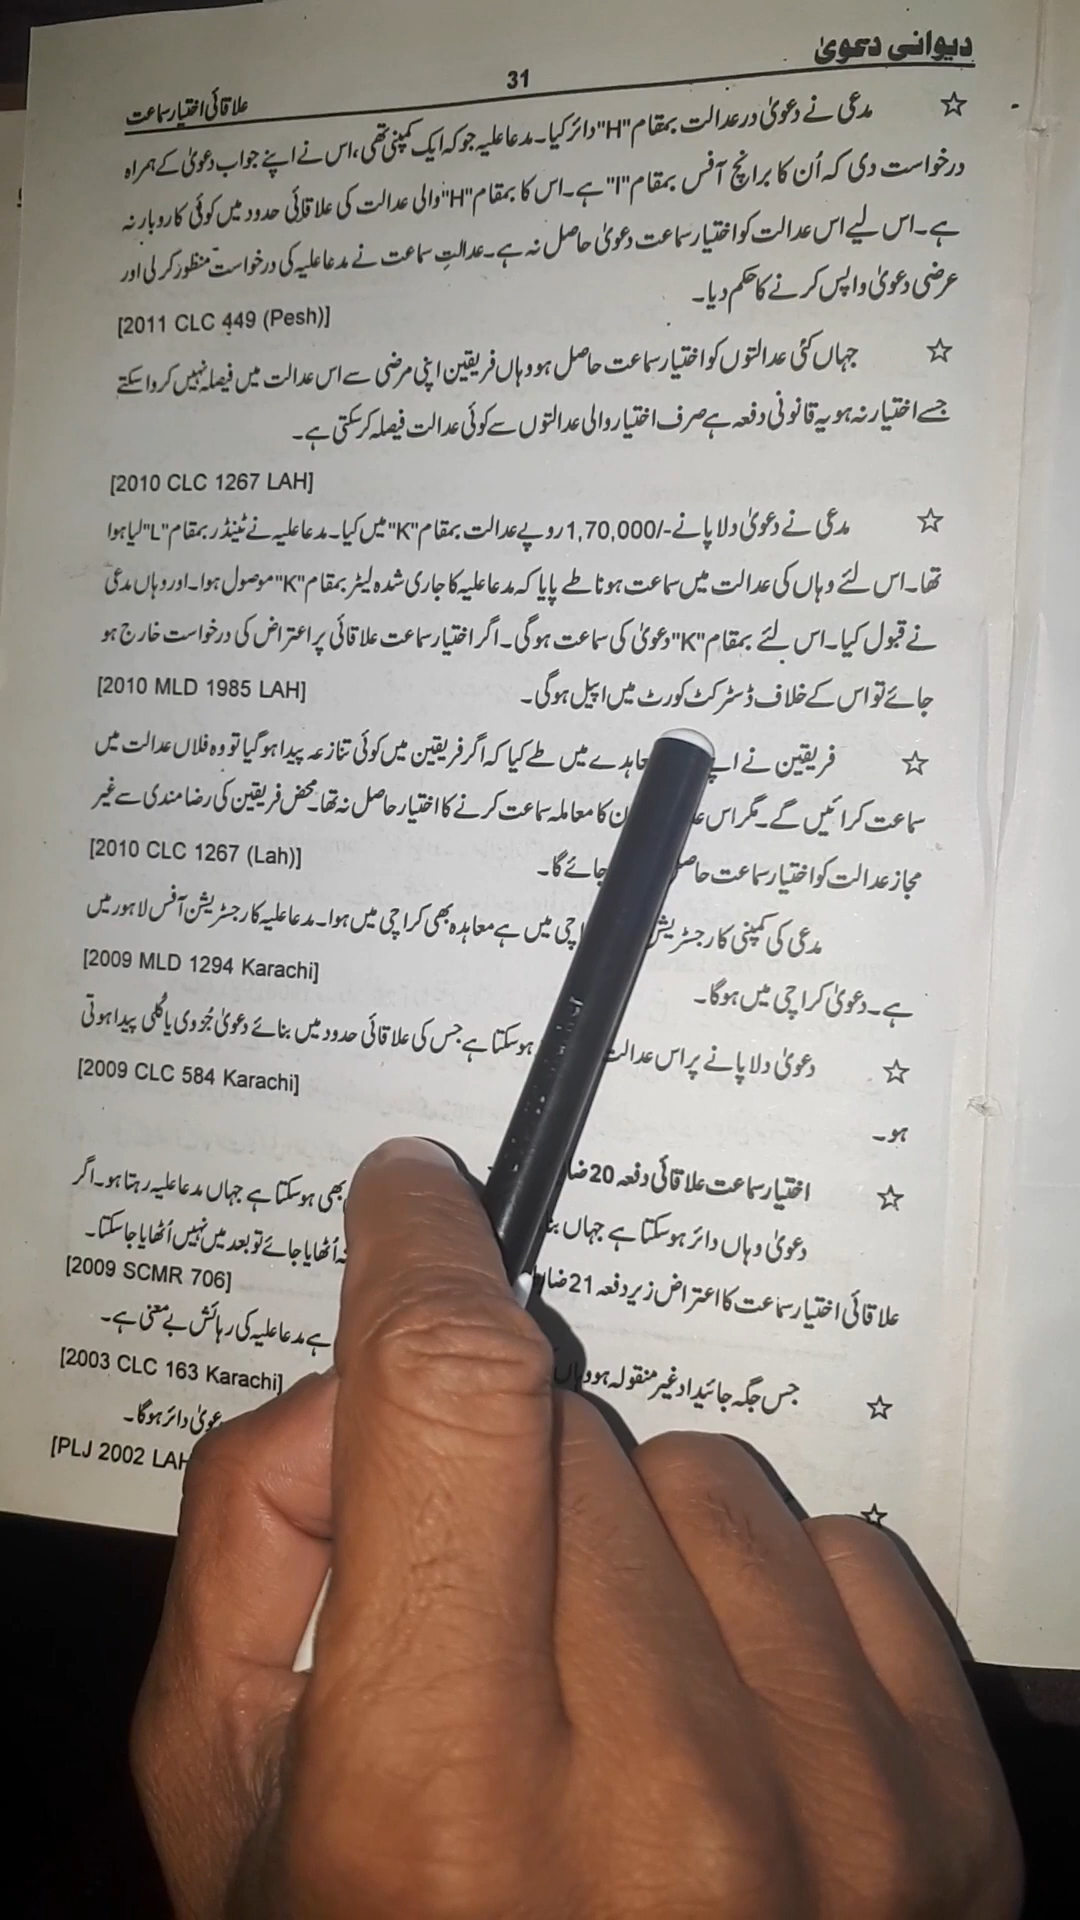 دیوانی دعویٰ
31
علاقائی اختیار سماعت
☆ مدعی نے دعویٰ در عدالت بمقام "H" دائر کیا۔ مدعا علیہ جو کہ ایک کمپنی تھی، اس نے اپنے جواب دعویٰ کے ہمراہ
درخواست دی کہ اُن کا برانچ آفس بمقام "I" ہے۔ اس کا بمقام "H" والی عدالت کی علاقائی حدود میں کوئی کاروبار نہ
ہے۔ اس لیے اس عدالت کو اختیار سماعت دعویٰ حاصل نہ ہے۔ عدالتِ سماعت نے مدعا علیہ کی درخواست منظور کر لی اور
عرضی دعویٰ واپس کرنے کا حکم دیا۔
[2011 CLC 449 (Pesh)]
☆ جہاں کئی عدالتوں کو اختیار سماعت حاصل ہو وہاں فریقین اپنی مرضی سے اس عدالت میں فیصلہ نہیں کروا سکتے
جسے اختیار نہ ہو یہ قانونی دفعہ ہے صرف اختیار والی عدالتوں سے کوئی عدالت فیصلہ کر سکتی ہے۔
[2010 CLC 1267 LAH]
☆ مدعی نے دعویٰ دلا پانے -/1,70,000 روپے عدالت بمقام "K" میں کیا۔ مدعا علیہ نے ٹینڈر بمقام "L" لیا ہوا
تھا۔ اس لئے وہاں کی عدالت میں سماعت ہونا طے پایا کہ مدعا علیہ کا جاری شدہ لیٹر بمقام "K" موصول ہوا۔ اور وہاں مدعی
نے قبول کیا۔ اس لئے بمقام "K" دعویٰ کی سماعت ہوگی۔ اگر اختیار سماعت علاقائی پر اعتراض کی درخواست خارج ہو
جائے تو اس کے خلاف ڈسٹرکٹ کورٹ میں اپیل ہوگی۔ [2010 MLD 1985 LAH]
☆ فریقین نے میں طے کیا کہ اگر فریقین میں کوئی تنازعہ پیدا ہو گیا تو وہ فلاں عدالت میں
سماعت کرائیں گے۔ مگر اس کا معاملہ سماعت کرنے کا اختیار حاصل نہ تھا۔ محض فریقین کی رضامندی سے غیر
مجاز عدالت کو اختیار سماعت جائے گا۔ [2010 CLC 1267 (Lah)]
مدعی کی کمپنی کا میں ہے معاہدہ بھی کراچی میں ہوا۔ مدعا علیہ کا رجسٹریشن آفس لاہور میں
ہے۔ دعویٰ کراچی میں ہوگا۔ [2009 MLD 1294 Karachi]
☆ دعویٰ دلا پانے پر اس عدالت ہو سکتا ہے جس کی علاقائی حدود میں بنائے دعویٰ جُزوی یا کُلی پیدا ہوتی
ہو۔ [2009 CLC 584 Karachi]
☆ اختیار سماعت علاقائی دفعہ 20 بھی ہو سکتا ہے جہاں مدعا علیہ رہتا ہو۔ اگر
دعویٰ وہاں دائر ہو سکتا ہے جہاں اُٹھایا جائے تو بعد میں نہیں اُٹھایا جا سکتا۔
علاقائی اختیار سماعت کا اعتراض زیر دفعہ 21 [2009 SCMR 706]
☆ جس جگہ جائیداد غیر منقولہ ہو ہے مدعا علیہ کی رہائش بے معنی ہے۔
[2003 CLC 163 Karachi]
☆ دائر ہوگا۔
[PLJ 2002 LAH